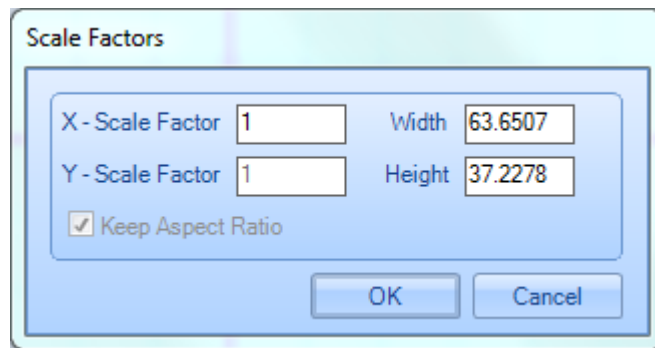 Scale Factors
X - Scale Factor 1 Width 63.6507
Y - Scale Factor 1 Height 37.2278
Keep Aspect Ratio
OK Cancel